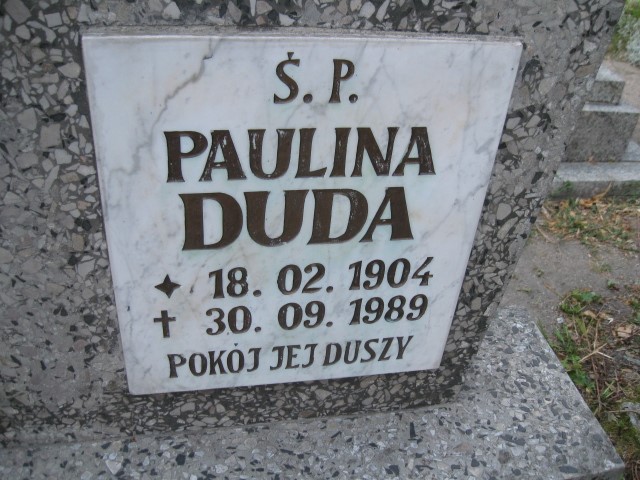 Ś. P.
PAULINA
DUDA
✦ 18. 02. 1904
† 30. 09. 1989
POKÓJ JEJ DUSZY